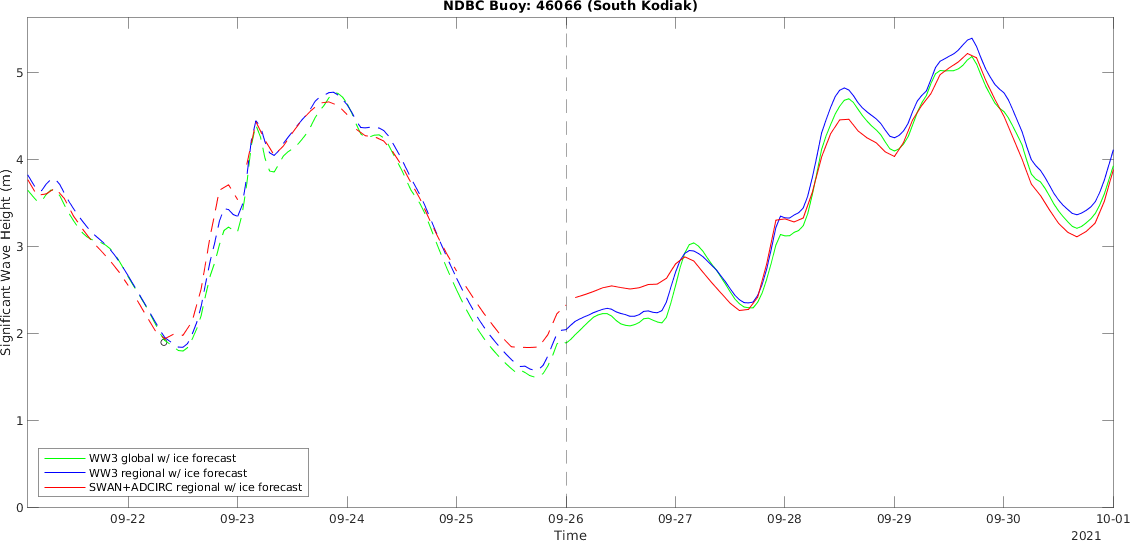 NDBC Buoy: 46066 (South Kodiak)
Significant Wave Height (m)
5
4
3
2
1
0
WW3 global w/ ice forecast
WW3 regional w/ ice forecast
SWAN+ADCIRC regional w/ ice forecast
09-22 09-23 09-24 09-25 09-26 09-27 09-28 09-29 09-30 10-01
Time
2021